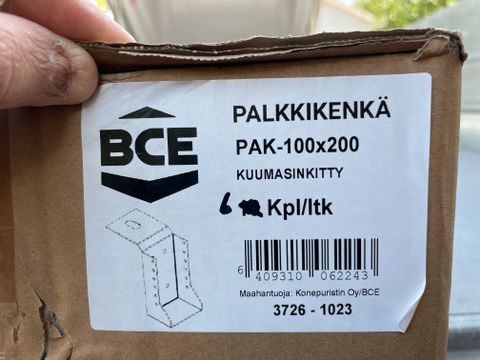 BCE
PALKKIKENKÄ
PAK-100x200
KUUMASINKITTY
6 Kpl/ltk
6 409310 062243
Maahantuoja: Konepuristin Oy/BCE
3726 - 1023